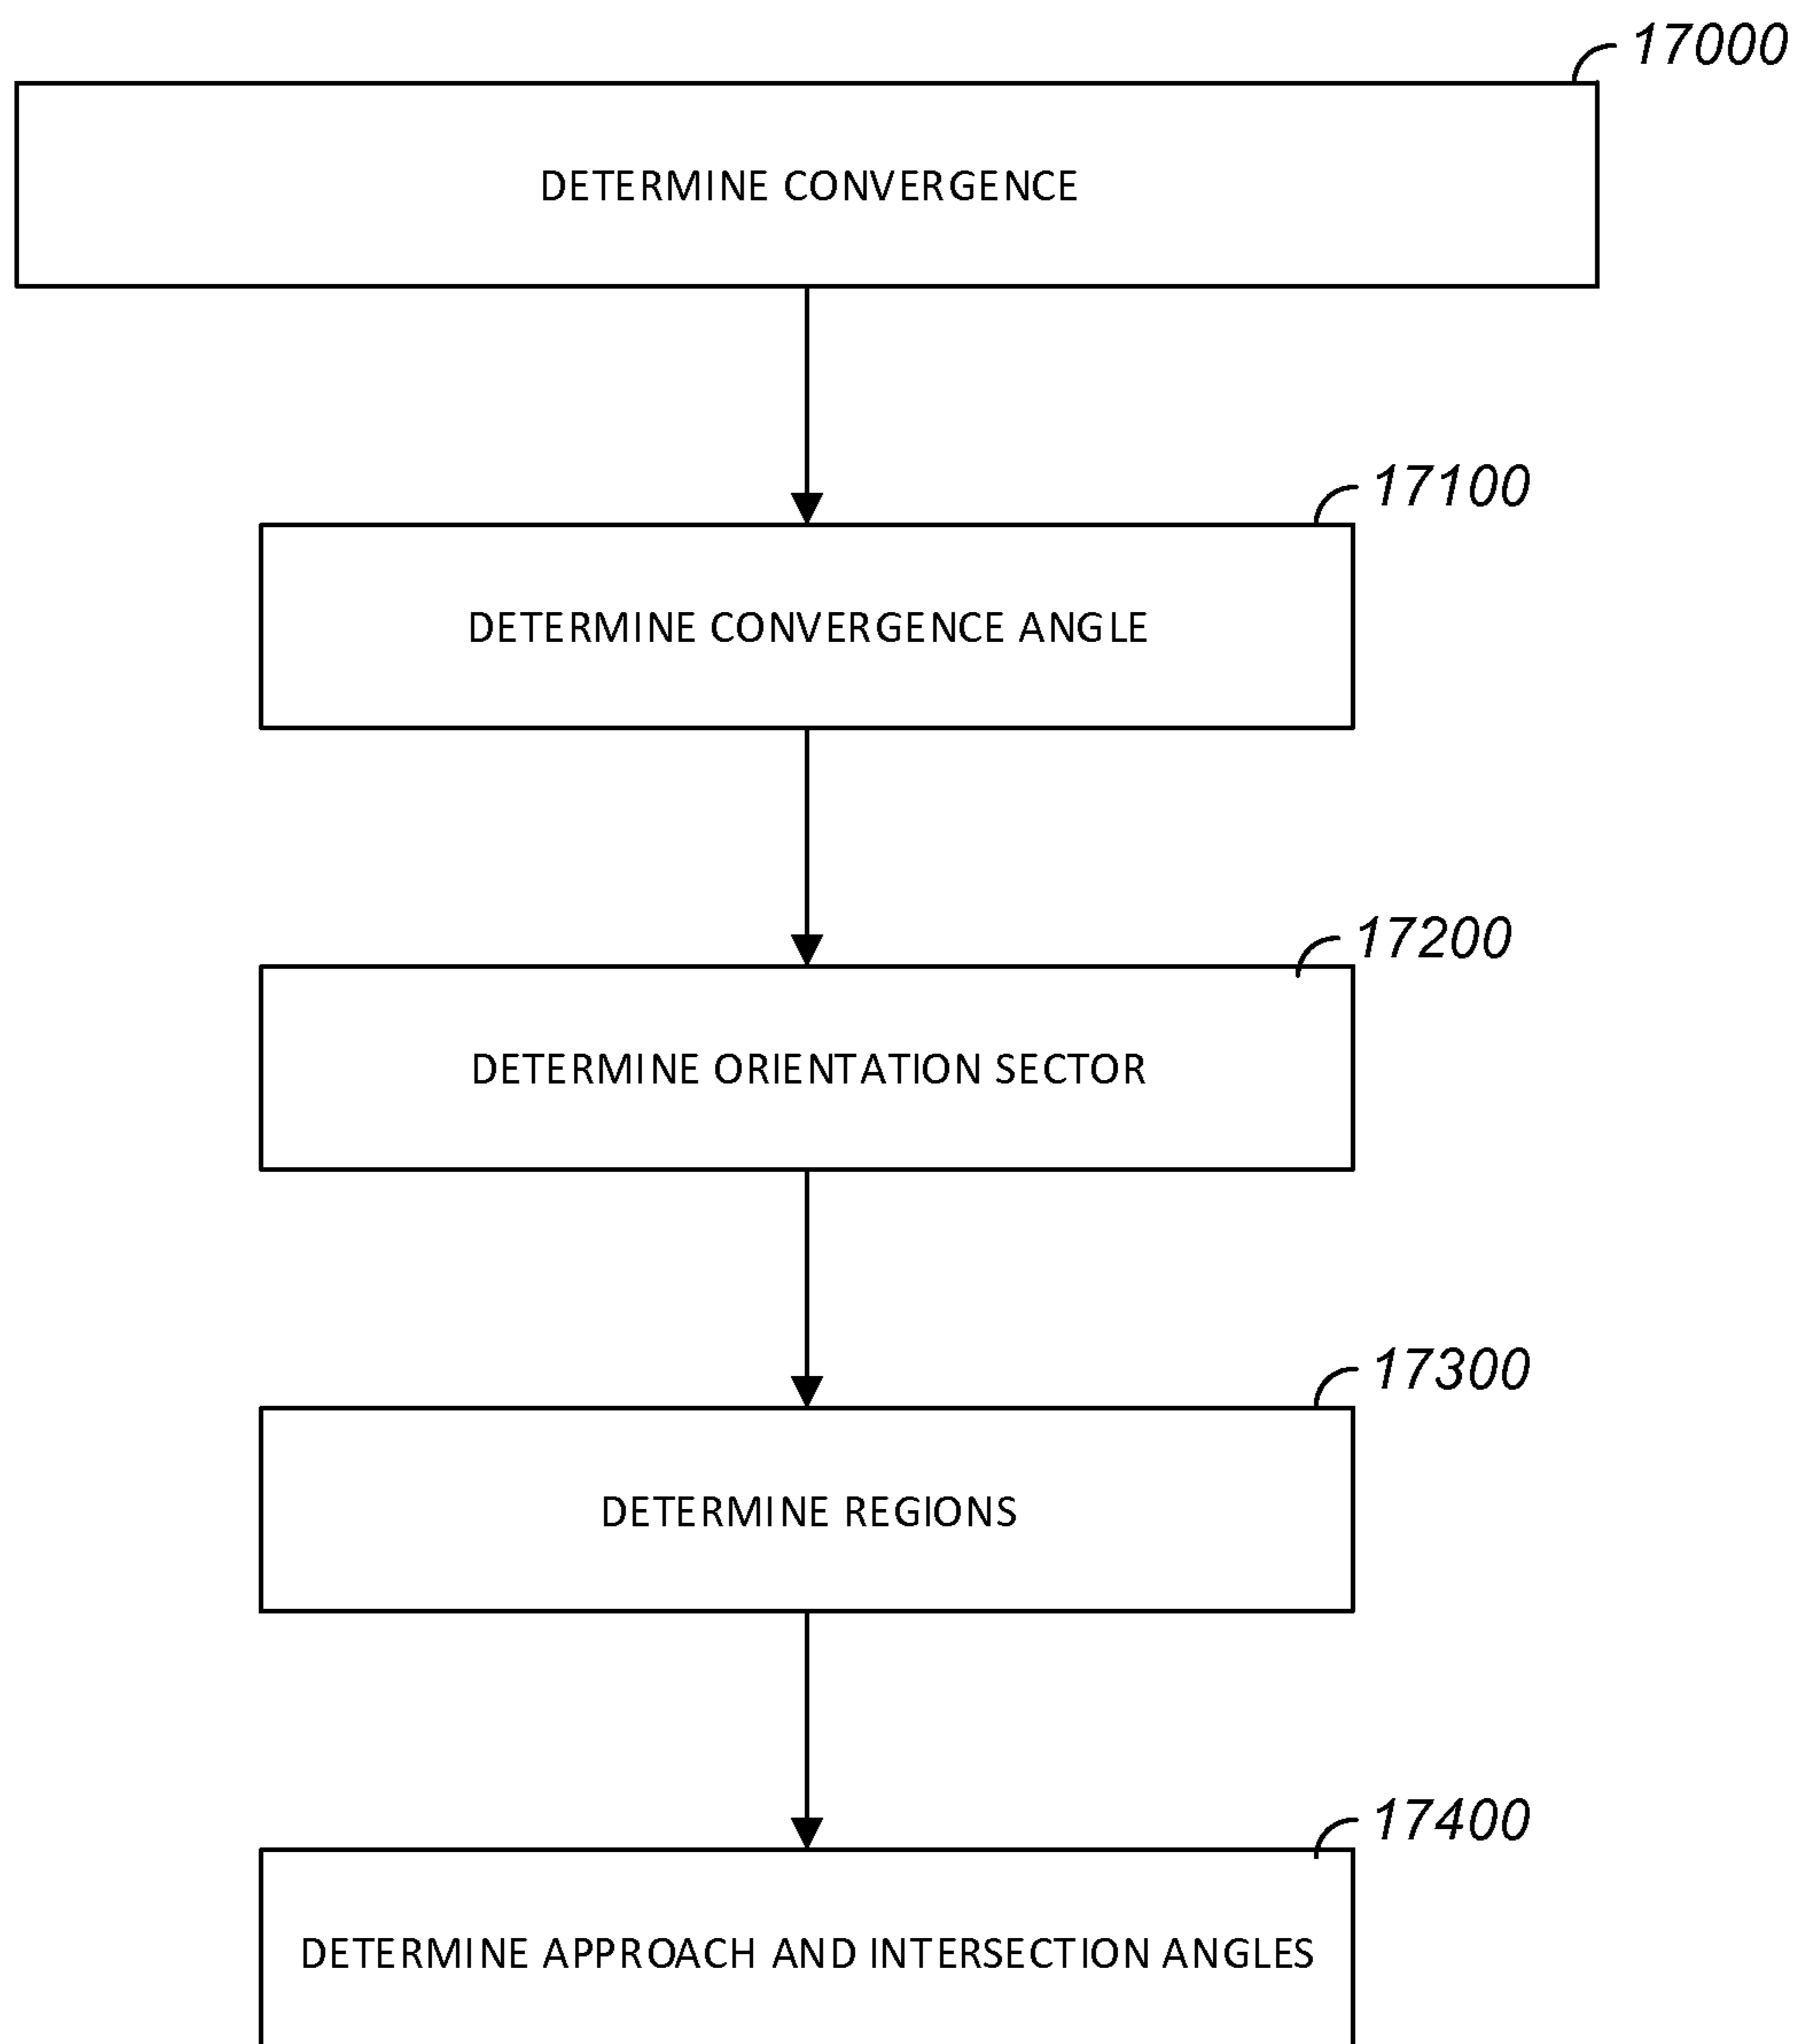 17000
DETERMINE CONVERGENCE
17100
DETERMINE CONVERGENCE ANGLE
17200
DETERMINE ORIENTATION SECTOR
17300
DETERMINE REGIONS
17400
DETERMINE APPROACH AND INTERSECTION ANGLES